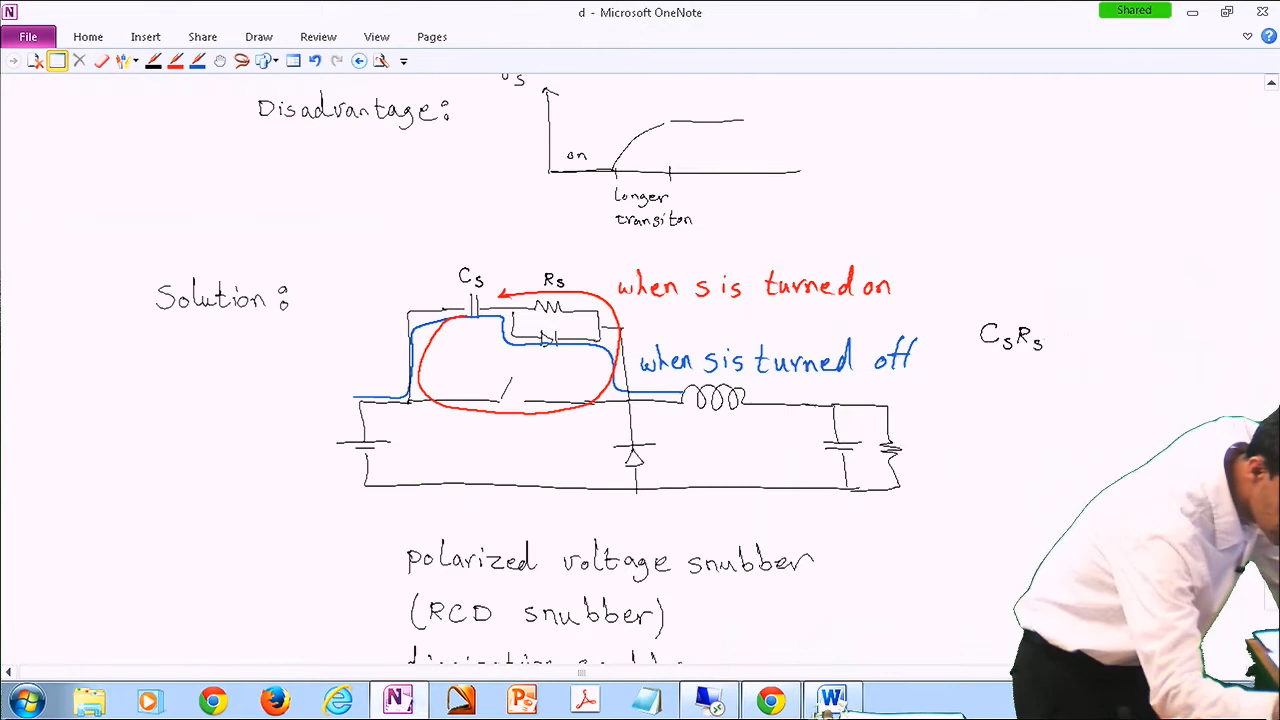 d - Microsoft OneNote
Shared
File Home Insert Share Draw Review View Pages
Disadvantage:
on
longer
transiton
Solution:
Cs
Rs
when s is turned on
when s is turned off
CsRs
polarized voltage snubber
(RCD snubber)